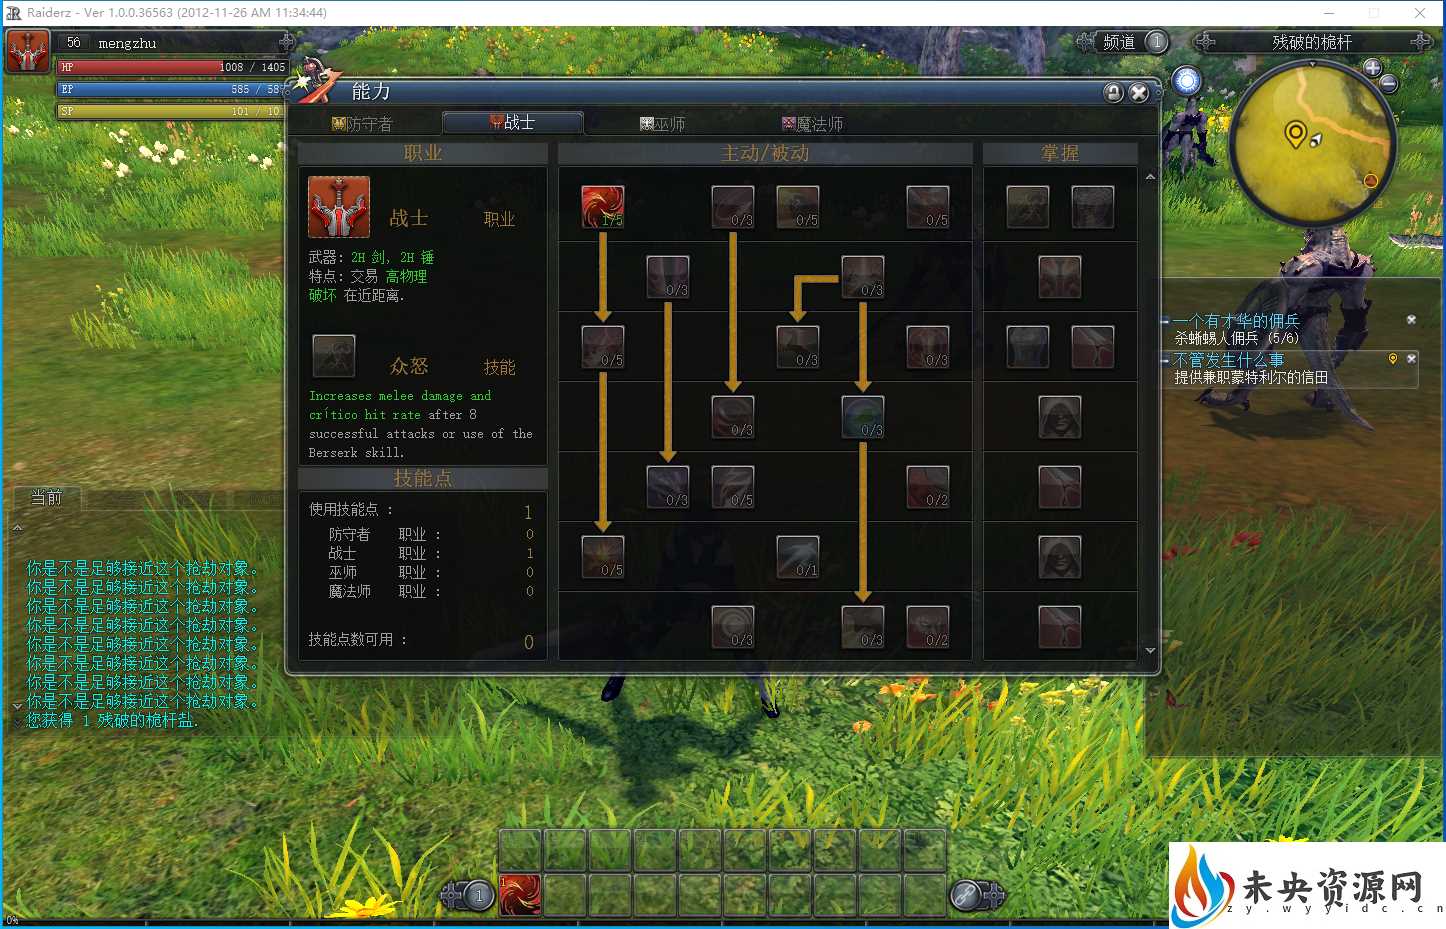 Raiderz - Ver 1.0.0.36563 (2012-11-26 AM 11:34:44)
56 mengzhu
HP 1008 / 1405
EP 585 / 585
SP 101 / 10
频道 1
残破的桅杆
能力
防守者 战士 巫师 魔法师
职业 主动/被动 掌握
战士 职业
武器: 2H 剑, 2H 锤
特点: 交易 高物理
破坏 在近距离.
众怒 技能
Increases melee damage and
crítico hit rate after 8
successful attacks or use of the
Berserk skill.
技能点
使用技能点 : 1
防守者 职业 : 0
战士 职业 : 1
巫师 职业 : 0
魔法师 职业 : 0
技能点数可用 : 0
1/5 0/3 0/5 0/5
0/3 0/3
0/5 0/3 0/3
0/3 0/3
0/3 0/5 0/2
0/5 0/1
0/3 0/3 0/2
一个有才华的佣兵
杀蜥蜴人佣兵 (5/6)
不管发生什么事
提供兼职蒙特利尔的信田
当前
你是不是足够接近这个抢劫对象。
你是不是足够接近这个抢劫对象。
你是不是足够接近这个抢劫对象。
你是不是足够接近这个抢劫对象。
你是不是足够接近这个抢劫对象。
你是不是足够接近这个抢劫对象。
你是不是足够接近这个抢劫对象。
你是不是足够接近这个抢劫对象。
您获得 1 残破的桅杆盐.
1
1
0%
未央资源网
zy.wyyidc.cn